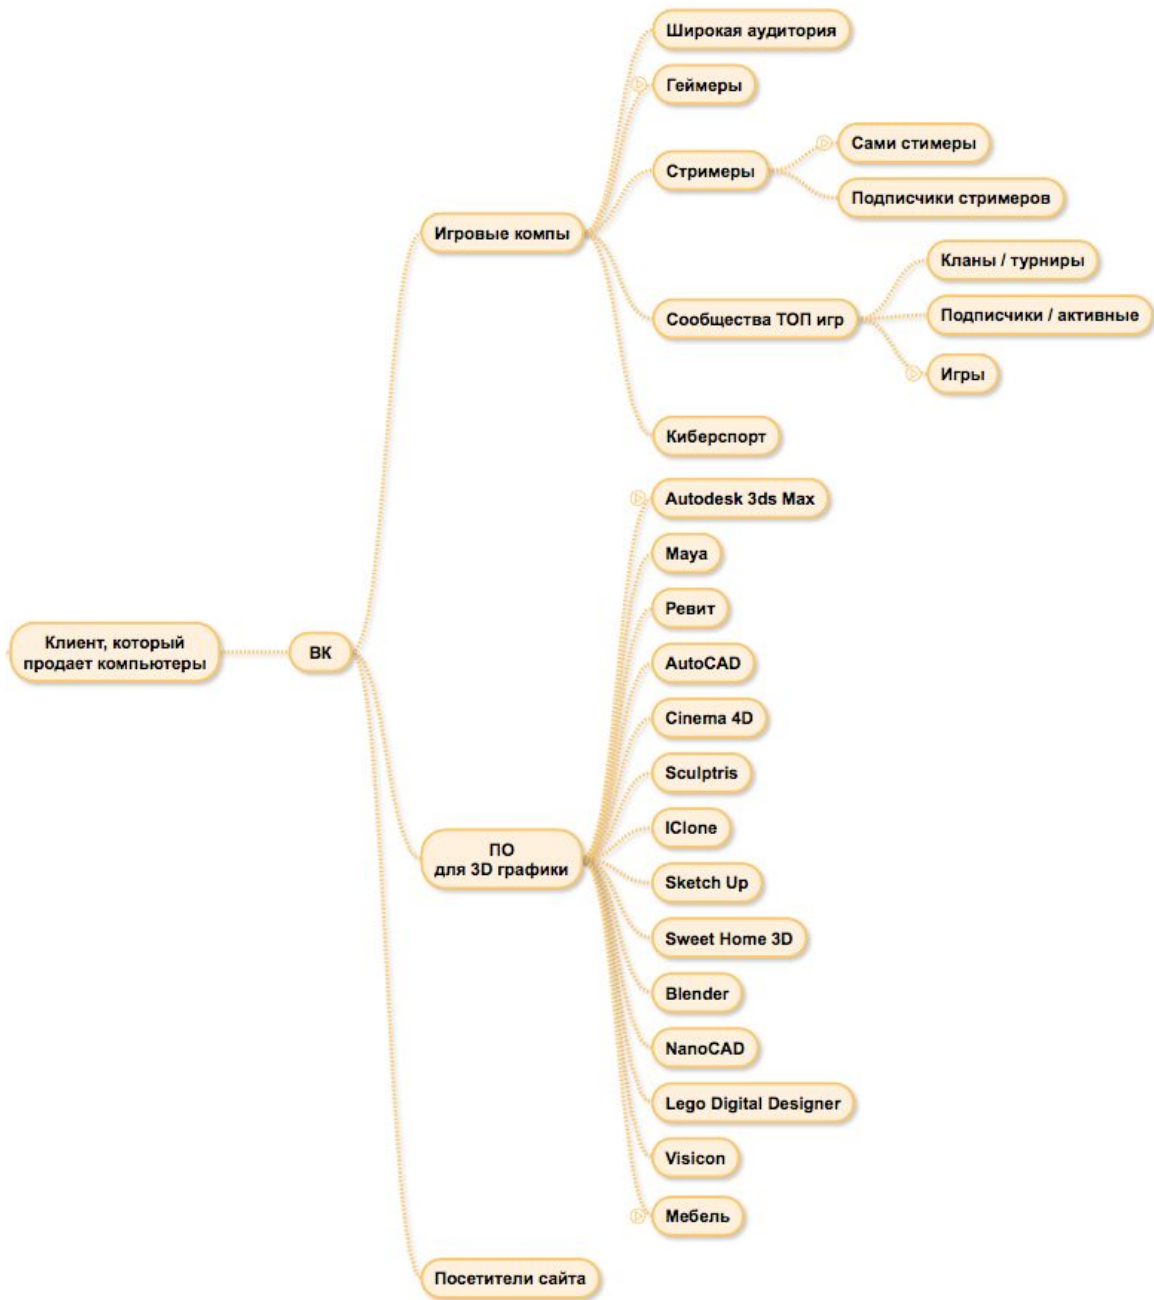 Широкая аудитория
Геймеры
Сами стимеры
Стримеры
Подписчики стримеров
Игровые компы
Кланы / турниры
Сообщества ТОП игр
Подписчики / активные
Игры
Киберспорт
Autodesk 3ds Max
Maya
Ревит
Клиент, который
продает компьютеры
ВК
AutoCAD
Cinema 4D
Sculptris
IClone
ПО
для 3D графики
Sketch Up
Sweet Home 3D
Blender
NanoCAD
Lego Digital Designer
Visicon
Мебель
Посетители сайта